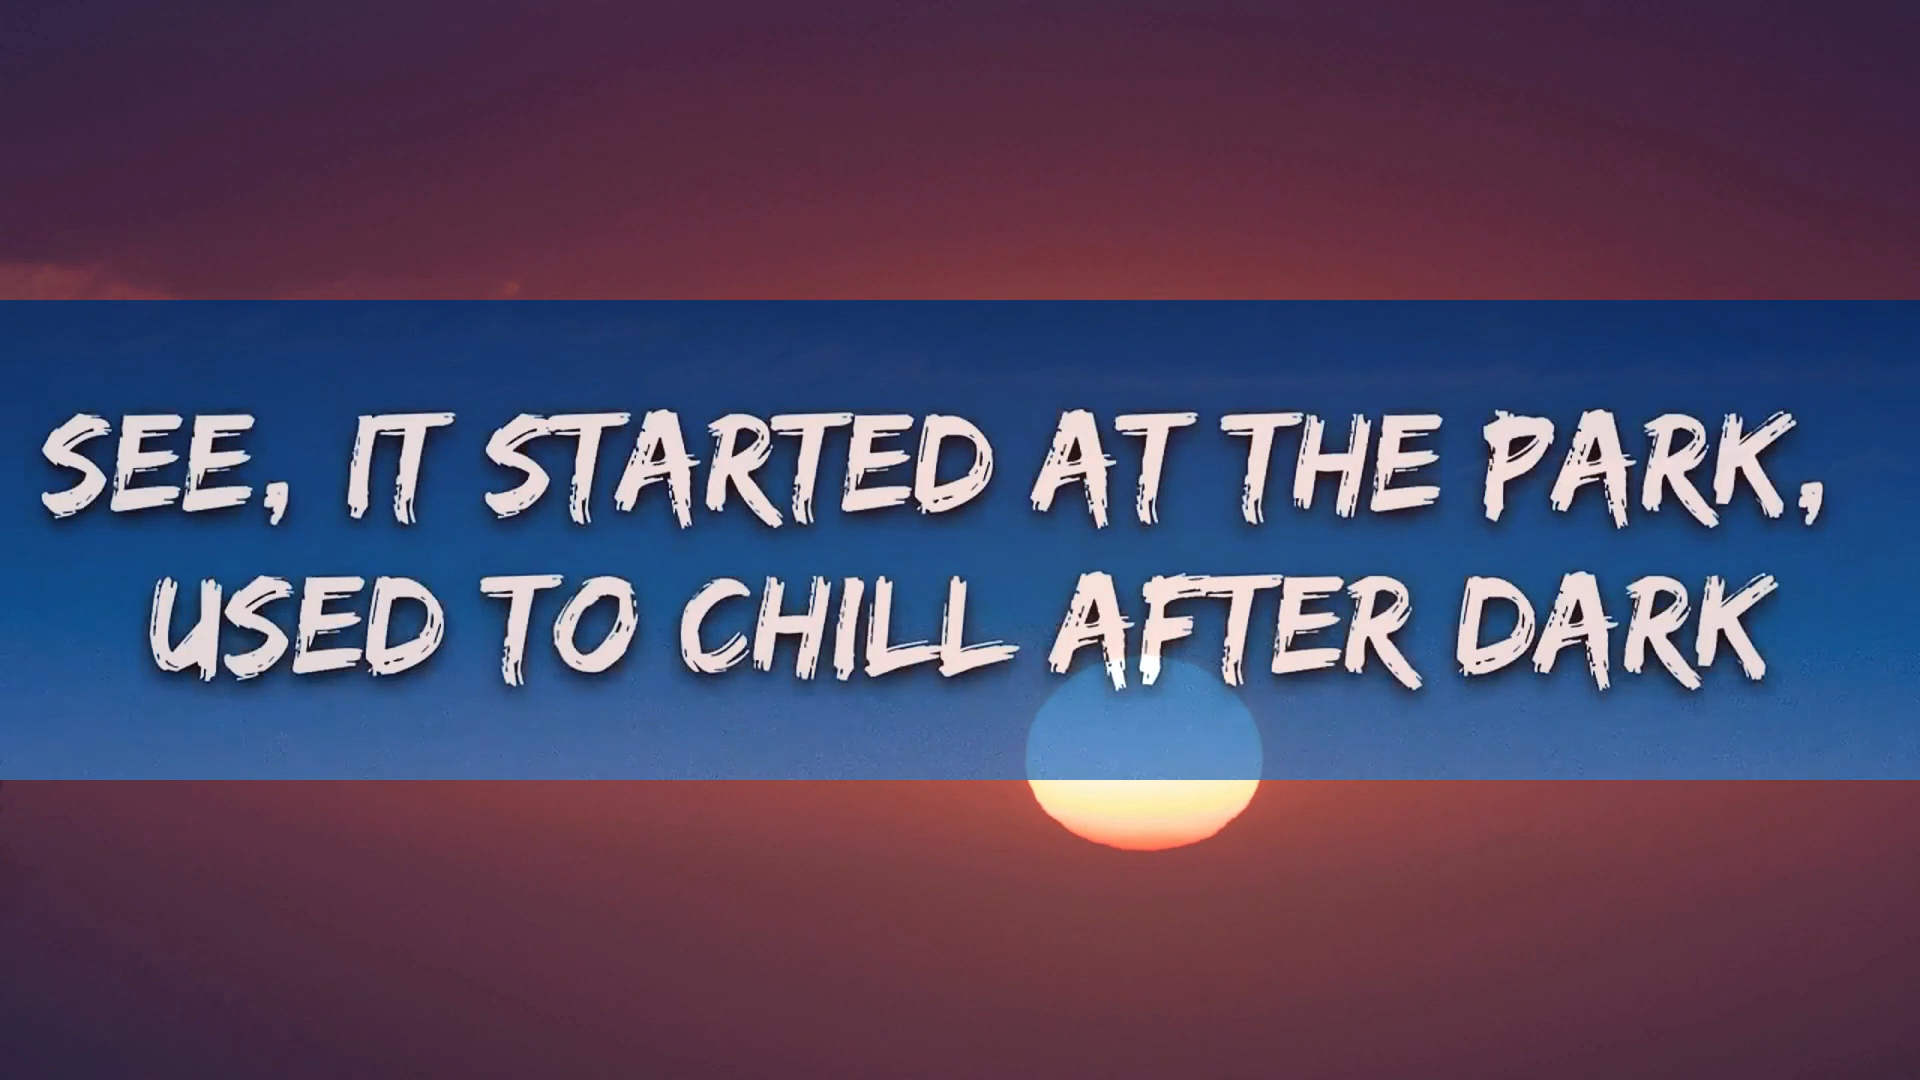 SEE, IT STARTED AT THE PARK,
USED TO CHILL AFTER DARK